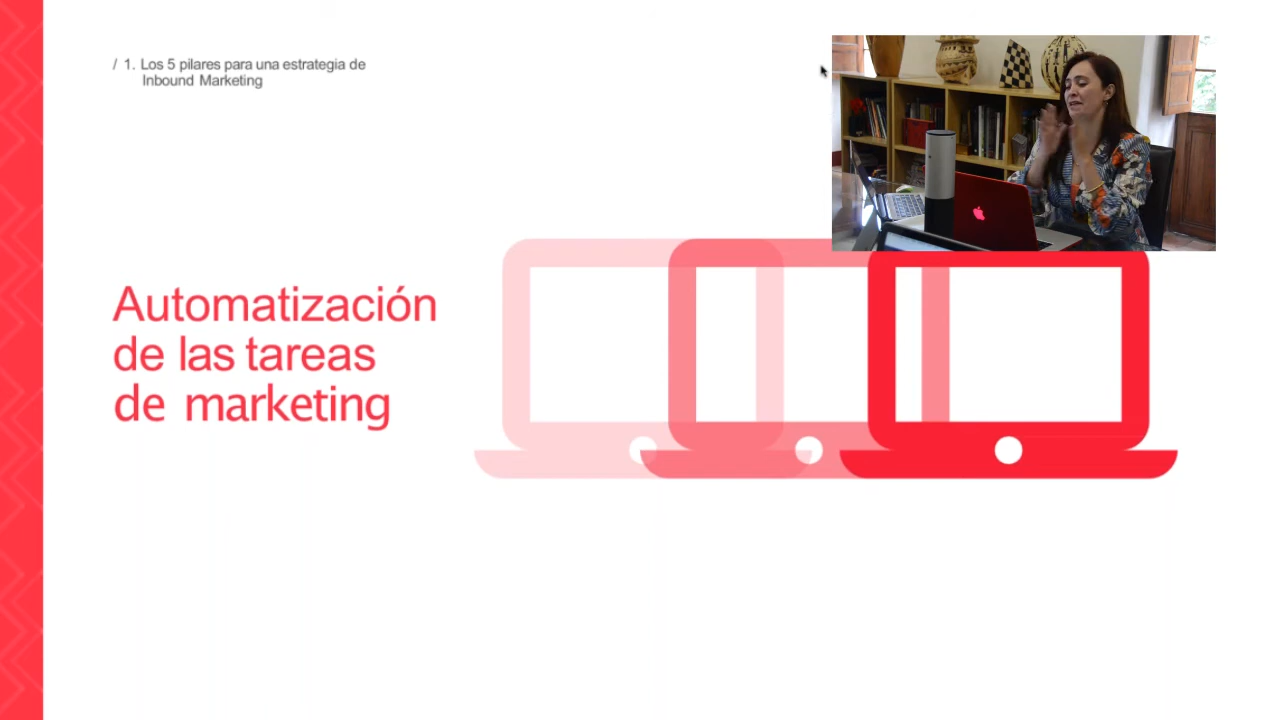 / 1. Los 5 pilares para una estrategia de
Inbound Marketing
Automatización
de las tareas
de marketing